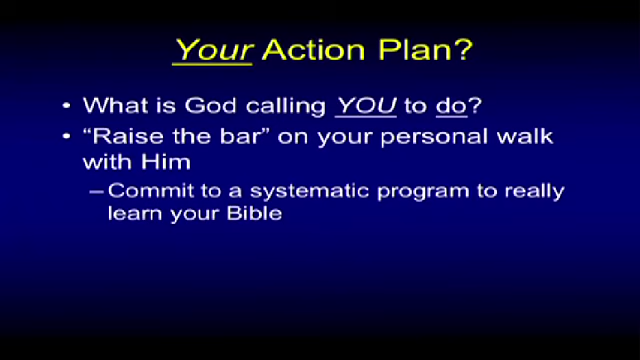 Your Action Plan?
• What is God calling YOU to do?
• “Raise the bar” on your personal walk
with Him
–Commit to a systematic program to really
learn your Bible